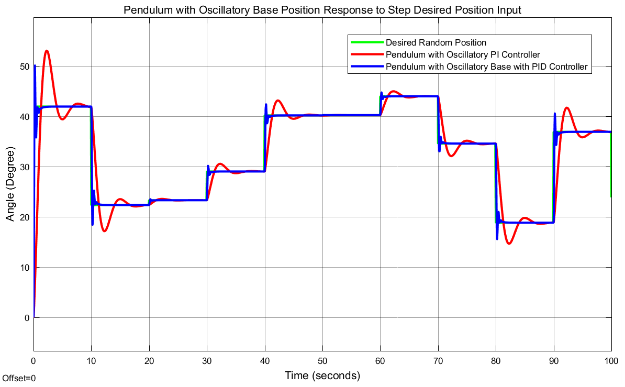 Pendulum with Oscillatory Base Position Response to Step Desired Position Input
Desired Random Position
Pendulum with Oscillatory PI Controller
Pendulum with Oscillatory Base with PID Controller
Angle (Degree)
50
40
30
20
10
0
0 10 20 30 40 50 60 70 80 90 100
Time (seconds)
Offset=0